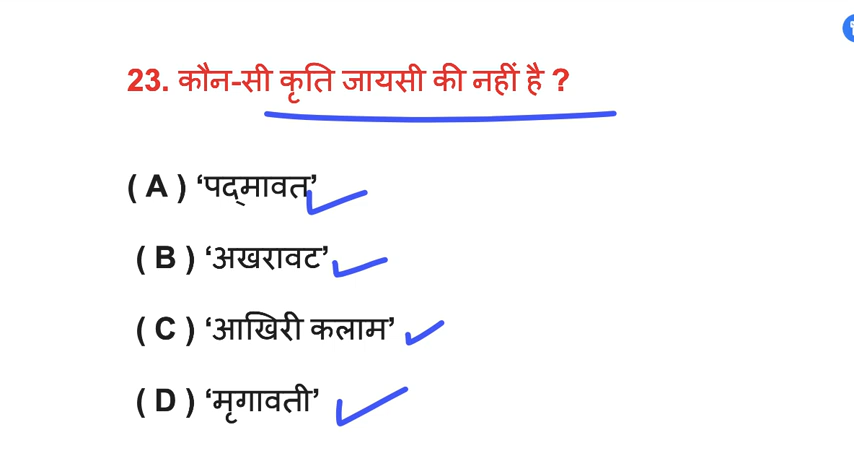 23. कौन-सी कृति जायसी की नहीं है ?
( A ) ‘पद्मावत’
( B ) ‘अखरावट’
( C ) ‘आखिरी कलाम’
( D ) ‘मृगावती’